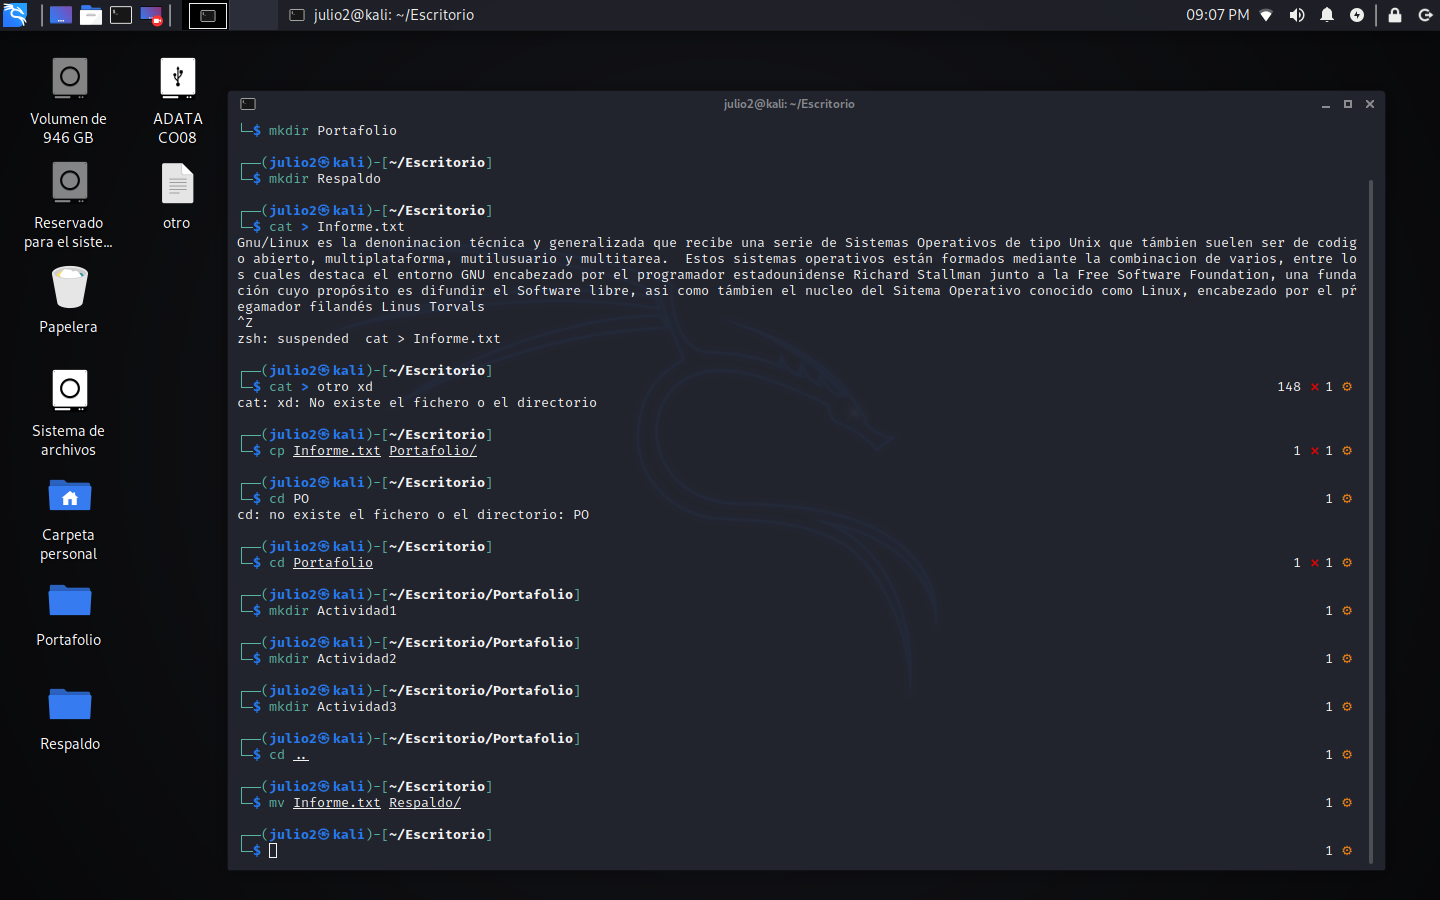 julio2@kali: ~/Escritorio
09:07 PM
Volumen de
946 GB
ADATA
CO08
Reservado
para el siste...
otro
Papelera
Sistema de
archivos
Carpeta
personal
Portafolio
Respaldo
julio2@kali: ~/Escritorio
└─$ mkdir Portafolio
┌──(julio2㉿kali)-[~/Escritorio]
└─$ mkdir Respaldo
┌──(julio2㉿kali)-[~/Escritorio]
└─$ cat > Informe.txt
Gnu/Linux es la denoninacion técnica y generalizada que recibe una serie de Sistemas Operativos de tipo Unix que támbien suelen ser de codig
o abierto, multiplataforma, mutilusuario y multitarea.  Estos sistemas operativos están formados mediante la combinacion de varios, entre lo
s cuales destaca el entorno GNU encabezado por el programador estadounidense Richard Stallman junto a la Free Software Foundation, una funda
ción cuyo propósito es difundir el Software libre, asi como támbien el nucleo del Sitema Operativo conocido como Linux, encabezado por el pŕ
egamador filandés Linus Torvals
^Z
zsh: suspended  cat > Informe.txt
┌──(julio2㉿kali)-[~/Escritorio]
└─$ cat > otro xd 148 ⨯ 1 ⚙
cat: xd: No existe el fichero o el directorio
┌──(julio2㉿kali)-[~/Escritorio]
└─$ cp Informe.txt Portafolio/ 1 ⨯ 1 ⚙
┌──(julio2㉿kali)-[~/Escritorio]
└─$ cd PO 1 ⚙
cd: no existe el fichero o el directorio: PO
┌──(julio2㉿kali)-[~/Escritorio]
└─$ cd Portafolio 1 ⨯ 1 ⚙
┌──(julio2㉿kali)-[~/Escritorio/Portafolio]
└─$ mkdir Actividad1 1 ⚙
┌──(julio2㉿kali)-[~/Escritorio/Portafolio]
└─$ mkdir Actividad2 1 ⚙
┌──(julio2㉿kali)-[~/Escritorio/Portafolio]
└─$ mkdir Actividad3 1 ⚙
┌──(julio2㉿kali)-[~/Escritorio/Portafolio]
└─$ cd .. 1 ⚙
┌──(julio2㉿kali)-[~/Escritorio]
└─$ mv Informe.txt Respaldo/ 1 ⚙
┌──(julio2㉿kali)-[~/Escritorio]
└─$ 1 ⚙